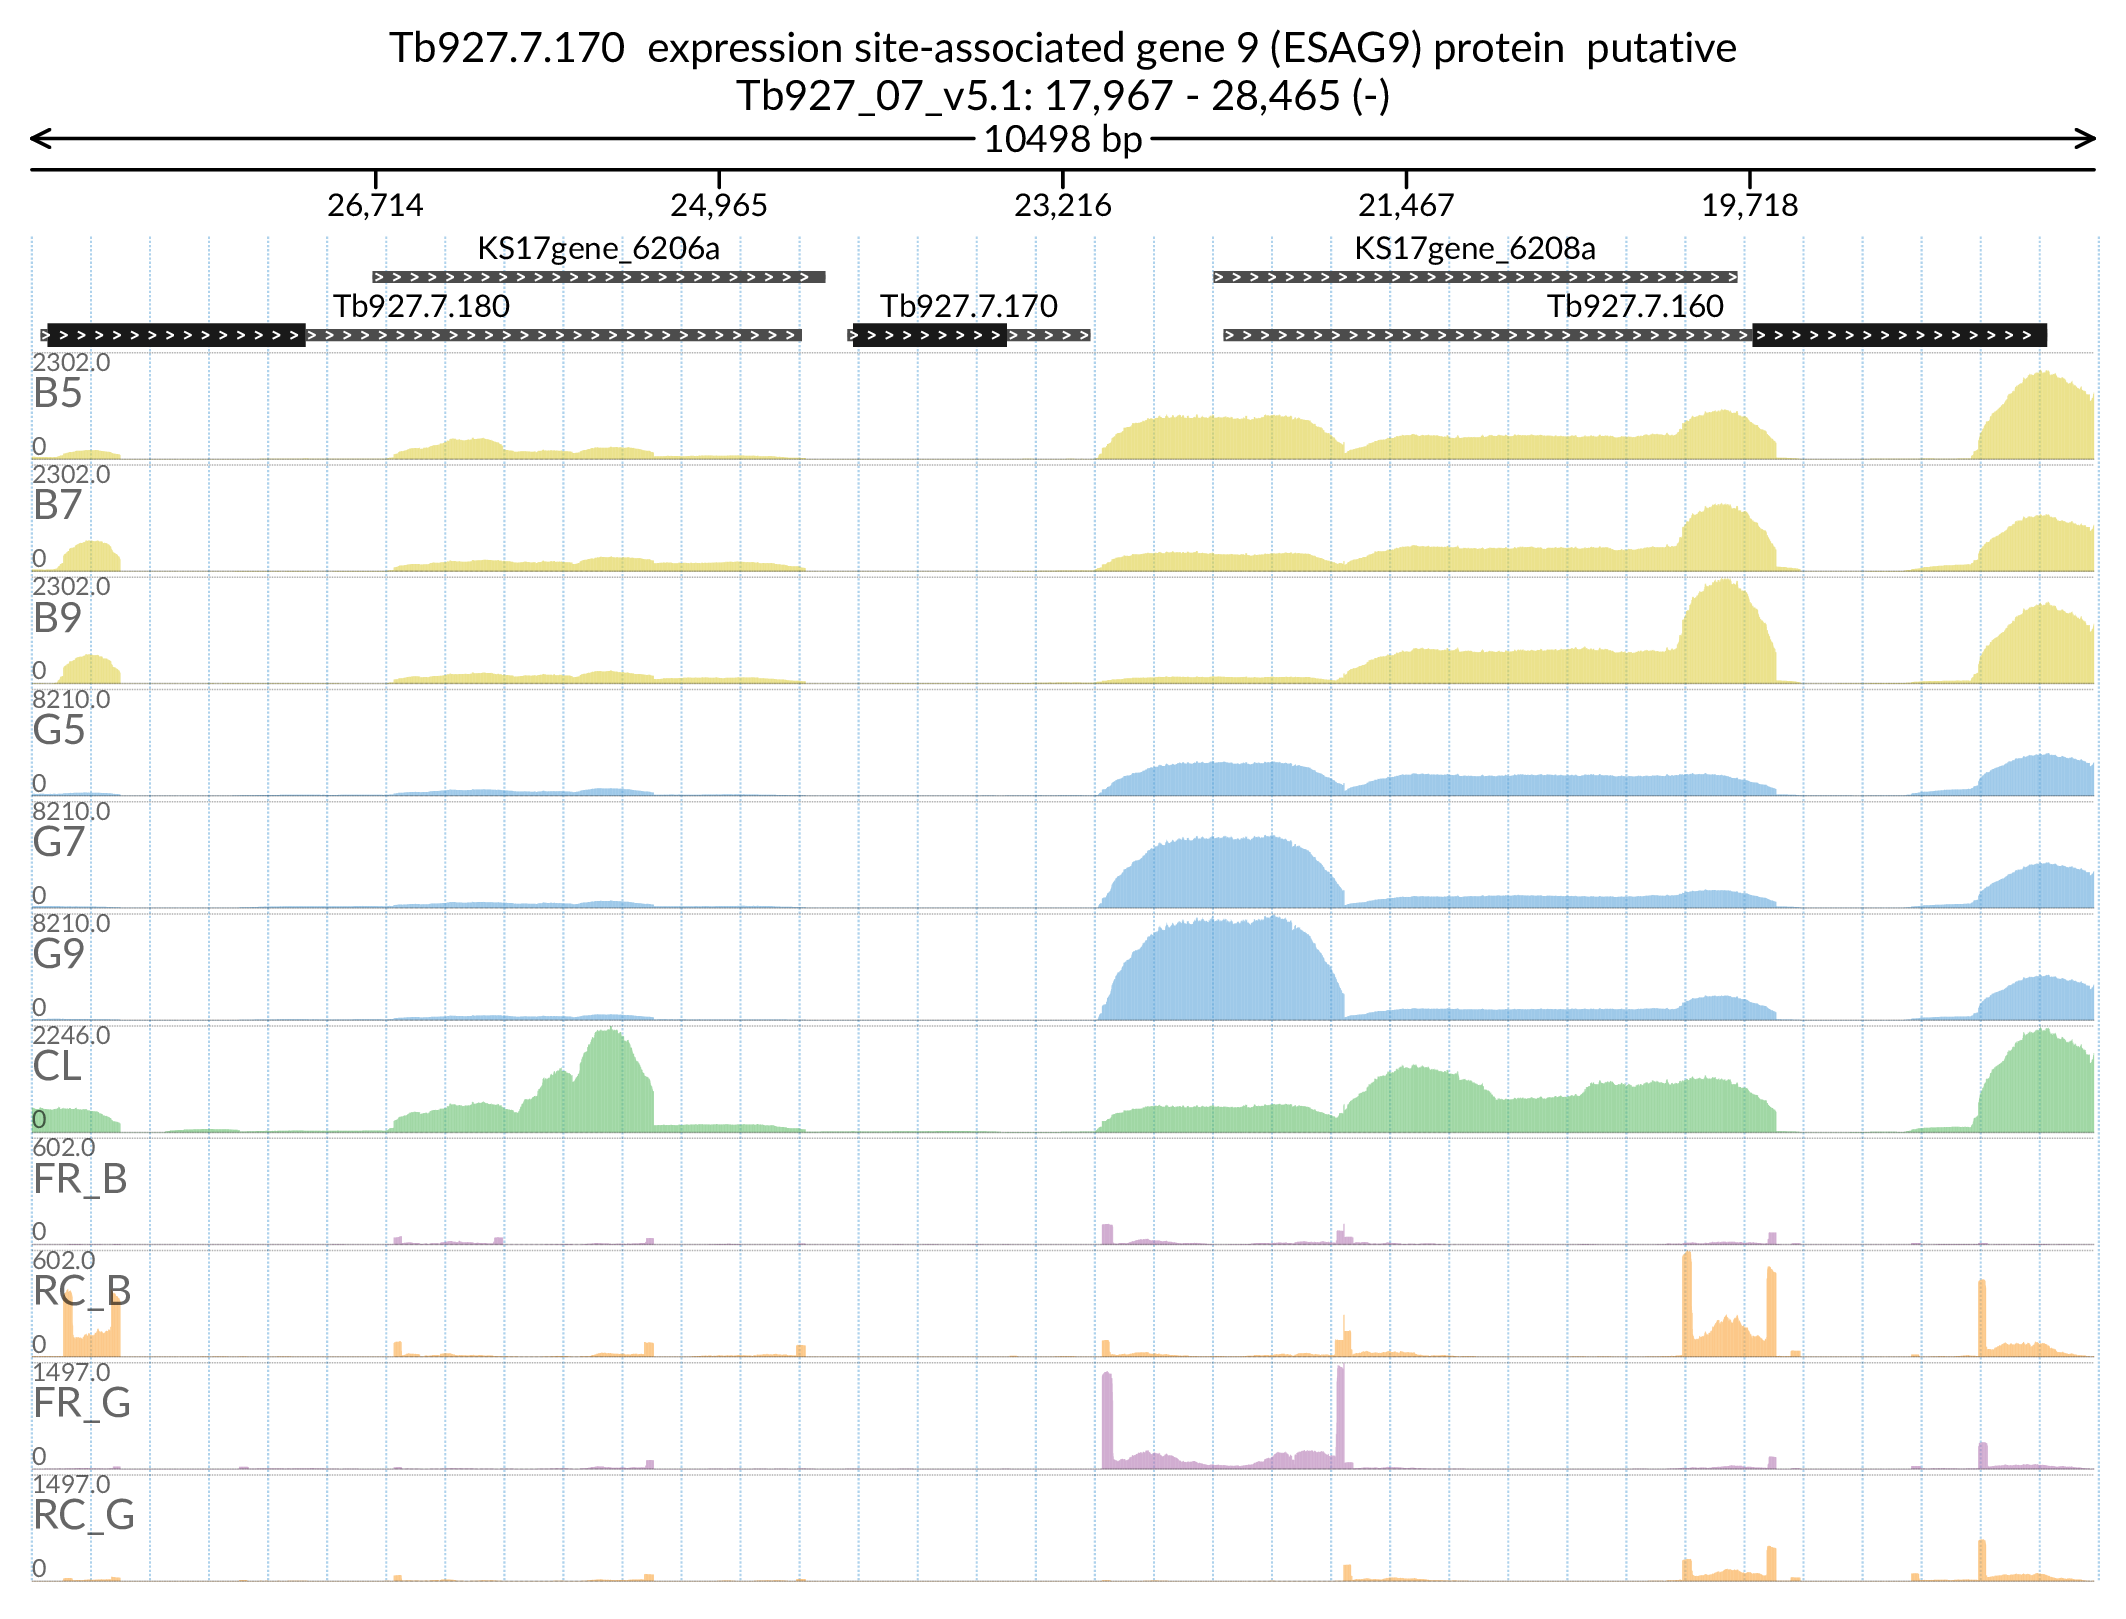 Tb927.7.170  expression site-associated gene 9 (ESAG9) protein  putative
Tb927_07_v5.1: 17,967 - 28,465 (-)
10498 bp
26,714 24,965 23,216 21,467 19,718
KS17gene_6206a KS17gene_6208a
Tb927.7.180 Tb927.7.170 Tb927.7.160
2302.0
B5
0
2302.0
B7
0
2302.0
B9
0
8210.0
G5
0
8210.0
G7
0
8210.0
G9
0
2246.0
CL
0
602.0
FR_B
0
602.0
RC_B
0
1497.0
FR_G
0
1497.0
RC_G
0